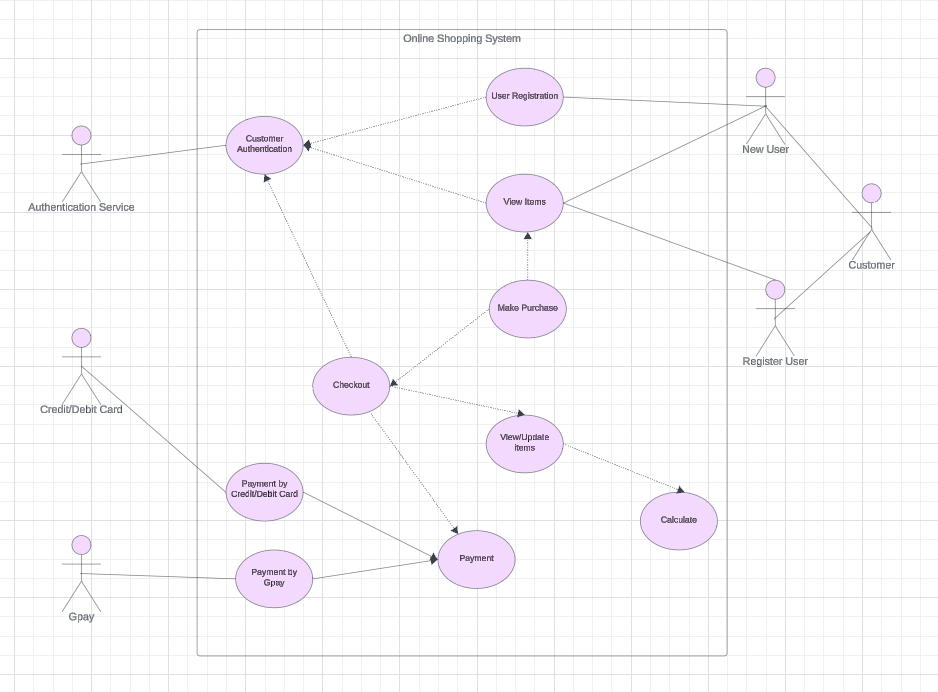 Online Shopping System
User Registration
New User
Customer
Authentication
Authentication Service
View Items
Customer
Make Purchase
Register User
Checkout
Credit/Debit Card
View/Update
items
Payment by
Credit/Debit Card
Calculate
Payment
Payment by
Gpay
Gpay